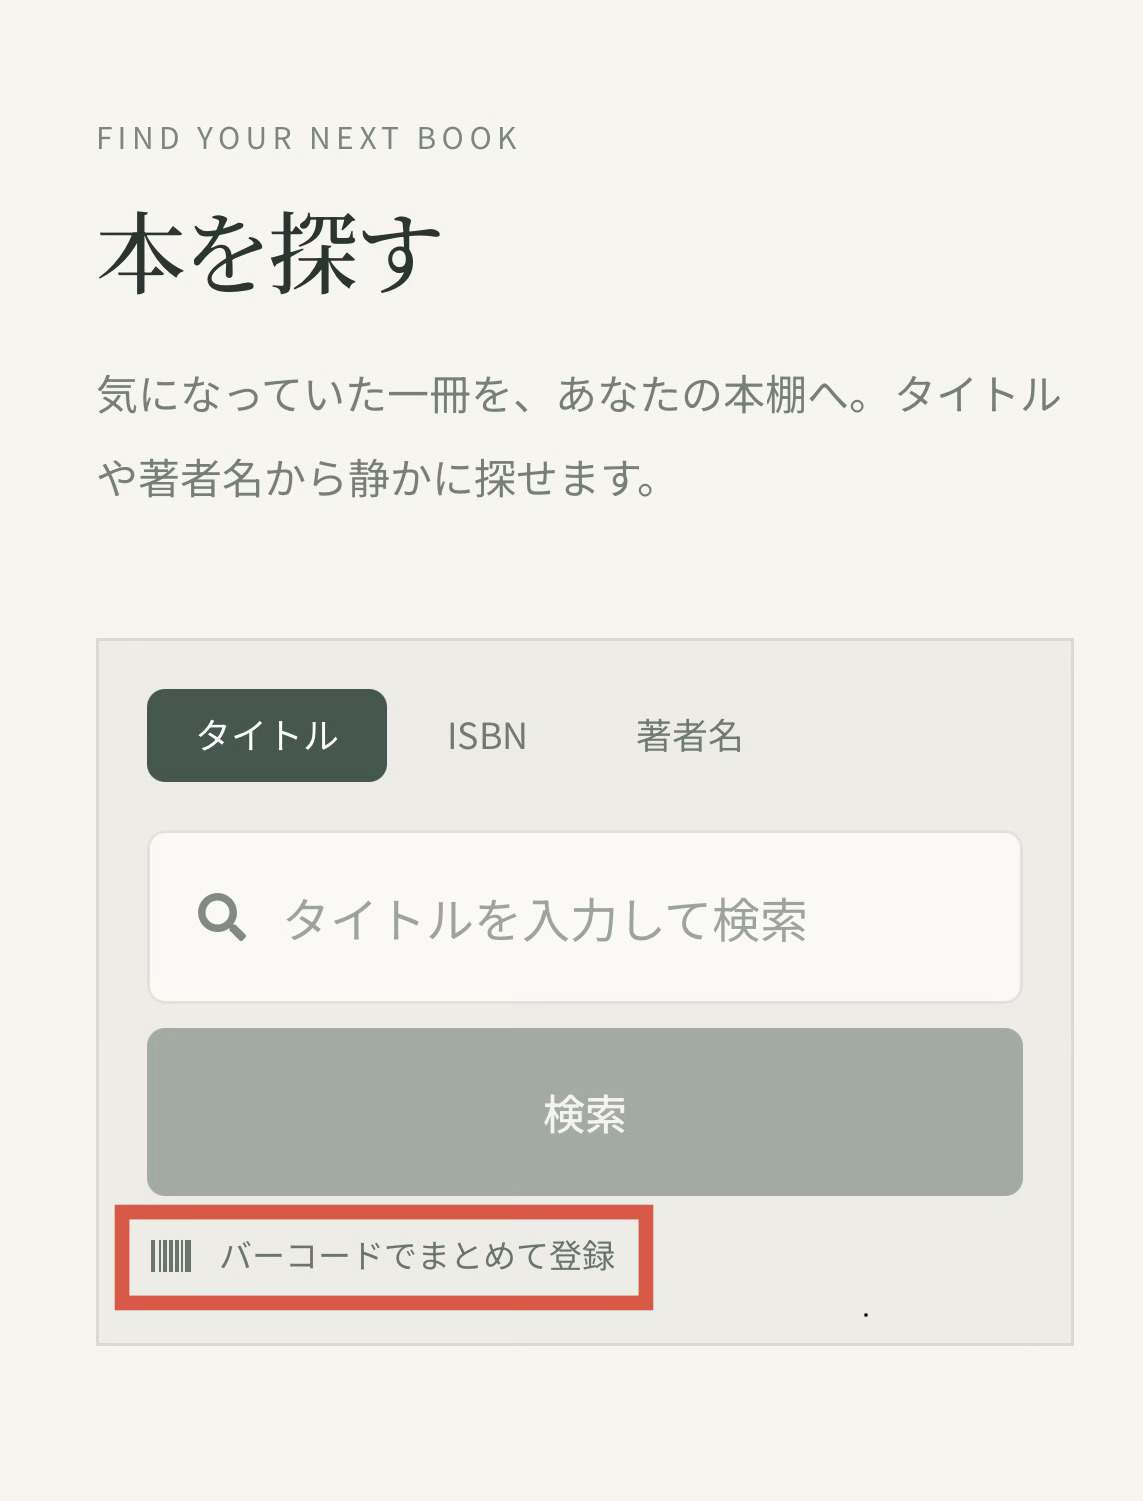 FIND YOUR NEXT BOOK
本を探す
気になっていた一冊を、あなたの本棚へ。タイトル
や著者名から静かに探せます。
タイトル ISBN 著者名
タイトルを入力して検索
検索
バーコードでまとめて登録